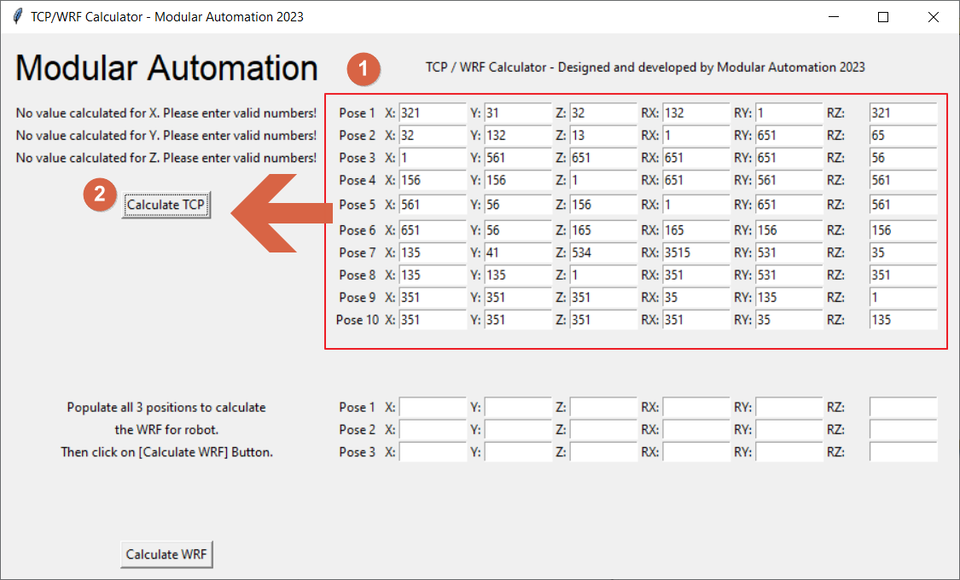 TCP/WRF Calculator - Modular Automation 2023
Modular Automation
1
TCP / WRF Calculator - Designed and developed by Modular Automation 2023
No value calculated for X. Please enter valid numbers!
No value calculated for Y. Please enter valid numbers!
No value calculated for Z. Please enter valid numbers!
2
Calculate TCP
Pose 1 X: 321 Y: 31 Z: 32 RX: 132 RY: 1 RZ: 321
Pose 2 X: 32 Y: 132 Z: 13 RX: 1 RY: 651 RZ: 65
Pose 3 X: 1 Y: 561 Z: 651 RX: 651 RY: 651 RZ: 56
Pose 4 X: 156 Y: 156 Z: 1 RX: 651 RY: 561 RZ: 561
Pose 5 X: 561 Y: 56 Z: 156 RX: 1 RY: 651 RZ: 561
Pose 6 X: 651 Y: 56 Z: 165 RX: 165 RY: 156 RZ: 156
Pose 7 X: 135 Y: 41 Z: 534 RX: 3515 RY: 531 RZ: 35
Pose 8 X: 135 Y: 135 Z: 1 RX: 351 RY: 531 RZ: 351
Pose 9 X: 351 Y: 351 Z: 351 RX: 35 RY: 135 RZ: 1
Pose 10 X: 351 Y: 351 Z: 351 RX: 351 RY: 35 RZ: 135
Populate all 3 positions to calculate
the WRF for robot.
Then click on [Calculate WRF] Button.
Pose 1 X: Y: Z: RX: RY: RZ:
Pose 2 X: Y: Z: RX: RY: RZ:
Pose 3 X: Y: Z: RX: RY: RZ:
Calculate WRF